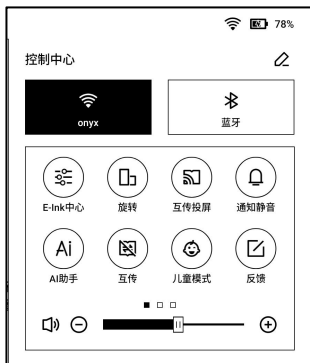 78%
控制中心
onyx
蓝牙
E-Ink中心 旋转 互传投屏 通知静音
Ai
AI助手 互传 儿童模式 反馈